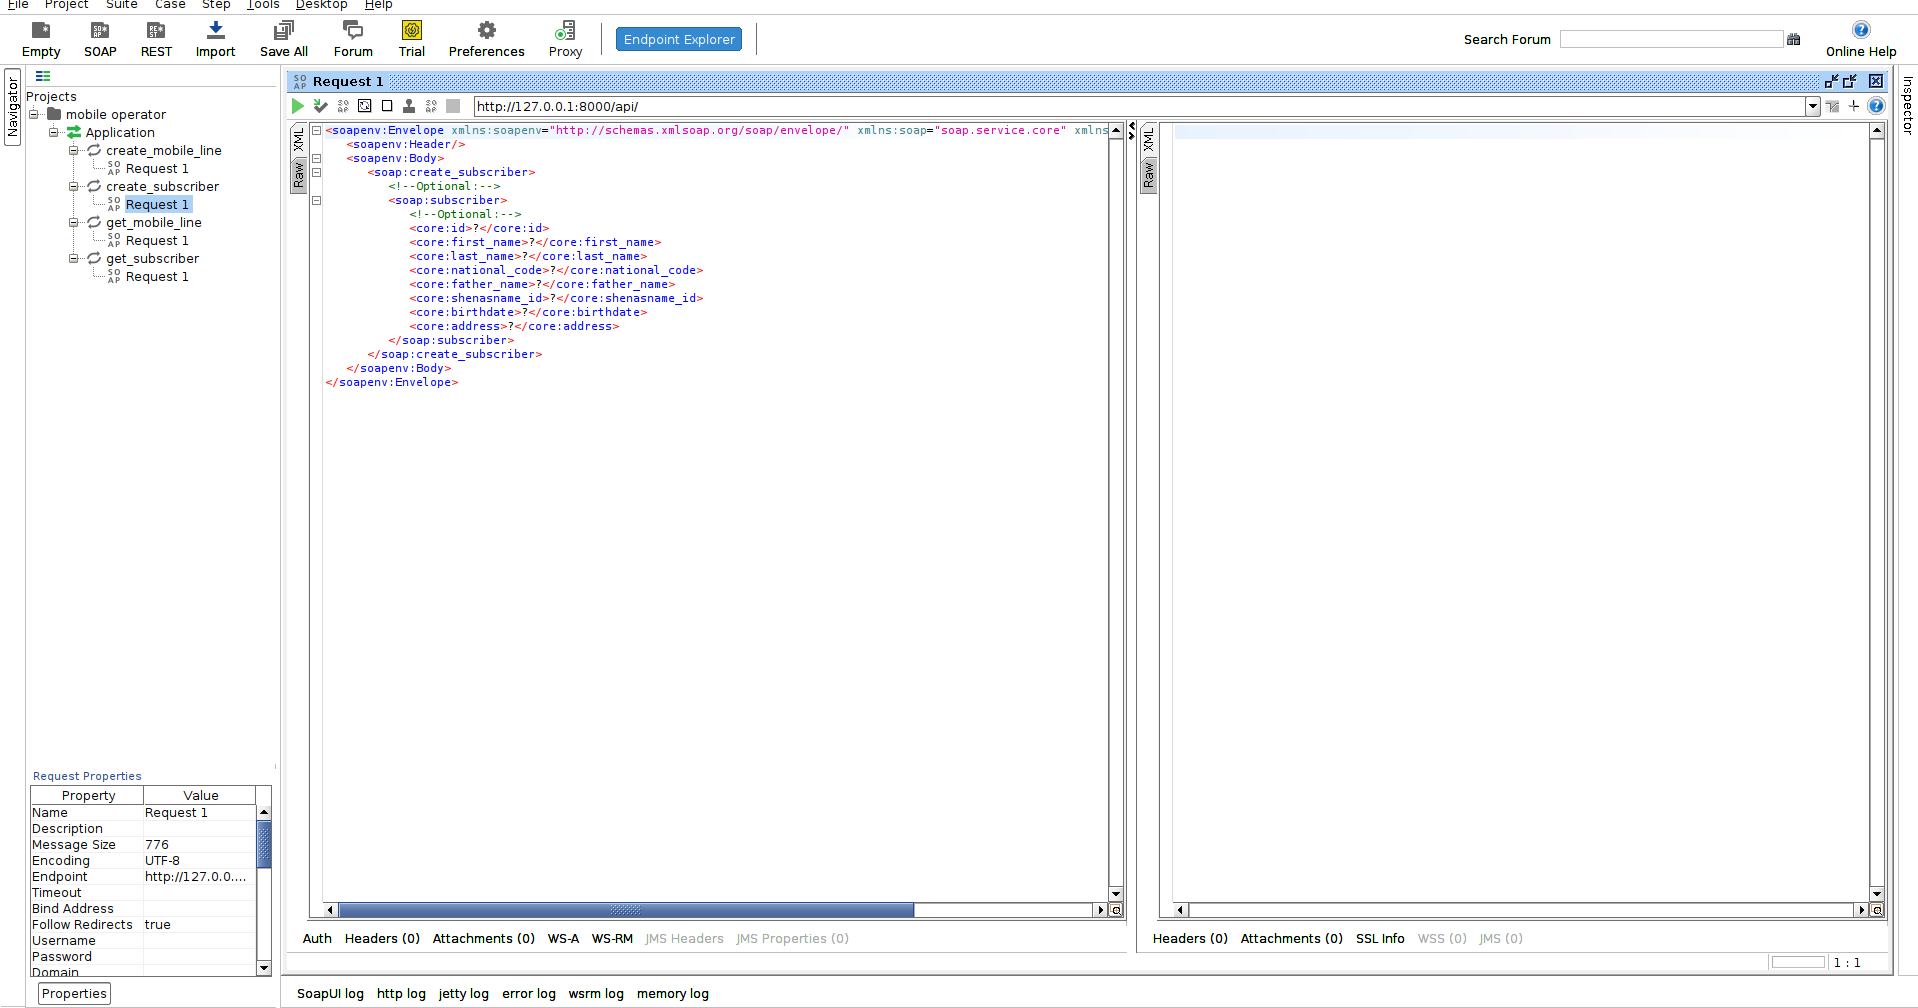 File Project Suite Case Step Tools Desktop Help
Empty SOAP REST Import Save All Forum Trial Preferences Proxy Endpoint Explorer Search Forum Online Help
Navigator
Projects
mobile operator
Application
create_mobile_line
Request 1
create_subscriber
Request 1
get_mobile_line
Request 1
get_subscriber
Request 1
Request Properties
Property Value
Name Request 1
Description
Message Size 776
Encoding UTF-8
Endpoint http://127.0.0....
Timeout
Bind Address
Follow Redirects true
Username
Password
Domain
Properties
SOAP Request 1
http://127.0.0.1:8000/api/
XML
Raw
<soapenv:Envelope xmlns:soapenv="http://schemas.xmlsoap.org/soap/envelope/" xmlns:soap="soap.service.core" xmlns
<soapenv:Header/>
<soapenv:Body>
<soap:create_subscriber>
<!--Optional:-->
<soap:subscriber>
<!--Optional:-->
<core:id>?</core:id>
<core:first_name>?</core:first_name>
<core:last_name>?</core:last_name>
<core:national_code>?</core:national_code>
<core:father_name>?</core:father_name>
<core:shenasname_id>?</core:shenasname_id>
<core:birthdate>?</core:birthdate>
<core:address>?</core:address>
</soap:subscriber>
</soap:create_subscriber>
</soapenv:Body>
</soapenv:Envelope>
Auth Headers (0) Attachments (0) WS-A WS-RM JMS Headers JMS Properties (0)
XML
Raw
Headers (0) Attachments (0) SSL Info WSS (0) JMS (0)
1 : 1
Inspector
SoapUI log http log jetty log error log wsrm log memory log